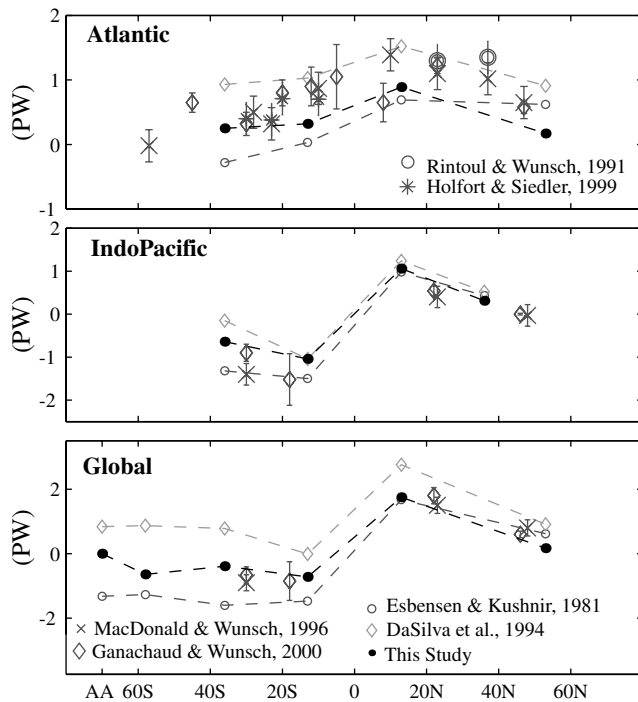 2
Atlantic
1
(PW)
0
Rintoul & Wunsch, 1991
Holfort & Siedler, 1999
-1
2
IndoPacific
1
(PW)
0
-1
-2
Global
2
(PW)
0
Esbensen & Kushnir, 1981
MacDonald & Wunsch, 1996
DaSilva et al., 1994
-2
Ganachaud & Wunsch, 2000
This Study
AA 60S 40S 20S 0 20N 40N 60N